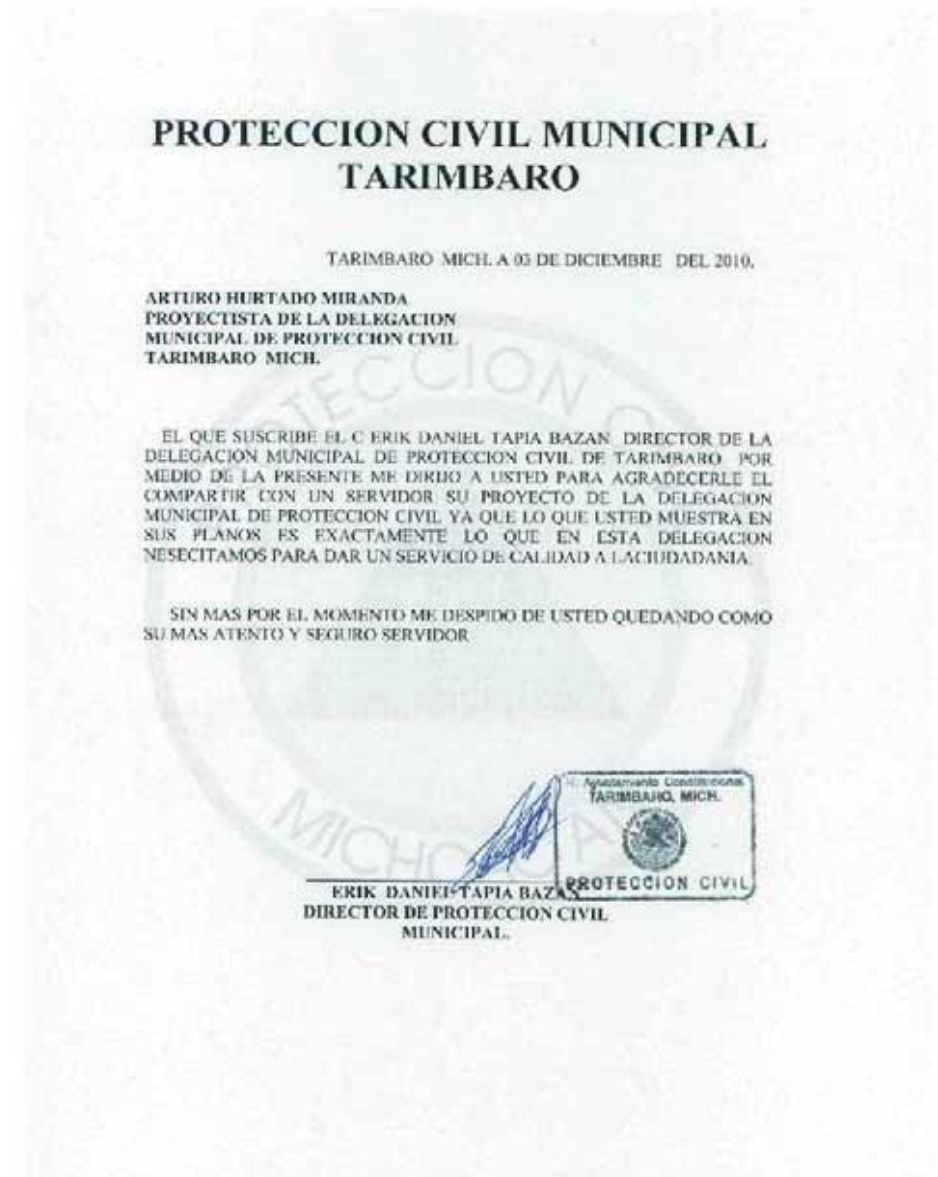 PROTECCION CIVIL MUNICIPAL
TARIMBARO
TARIMBARO MICH. A 03 DE DICIEMBRE DEL 2010.
ARTURO HURTADO MIRANDA
PROYECTISTA DE LA DELEGACION
MUNICIPAL DE PROTECCION CIVIL
TARIMBARO MICH.
EL QUE SUSCRIBE EL C ERIK DANIEL TAPIA BAZAN DIRECTOR DE LA
DELEGACION MUNICIPAL DE PROTECCION CIVIL DE TARIMBARO POR
MEDIO DE LA PRESENTE ME DIRIJO A USTED PARA AGRADECERLE EL
COMPARTIR CON UN SERVIDOR SU PROYECTO DE LA DELEGACION
MUNICIPAL DE PROTECCION CIVIL YA QUE LO QUE USTED MUESTRA EN
SUS PLANOS ES EXACTAMENTE LO QUE EN ESTA DELEGACION
NESECITAMOS PARA DAR UN SERVICIO DE CALIDAD A LACIUDADANIA.
SIN MAS POR EL MOMENTO ME DESPIDO DE USTED QUEDANDO COMO
SU MAS ATENTO Y SEGURO SERVIDOR
H. Ayuntamiento Constitucional
TARIMBARO, MICH.
PROTECCION CIVIL
ERIK DANIEL TAPIA BAZAN
DIRECTOR DE PROTECCION CIVIL
MUNICIPAL.